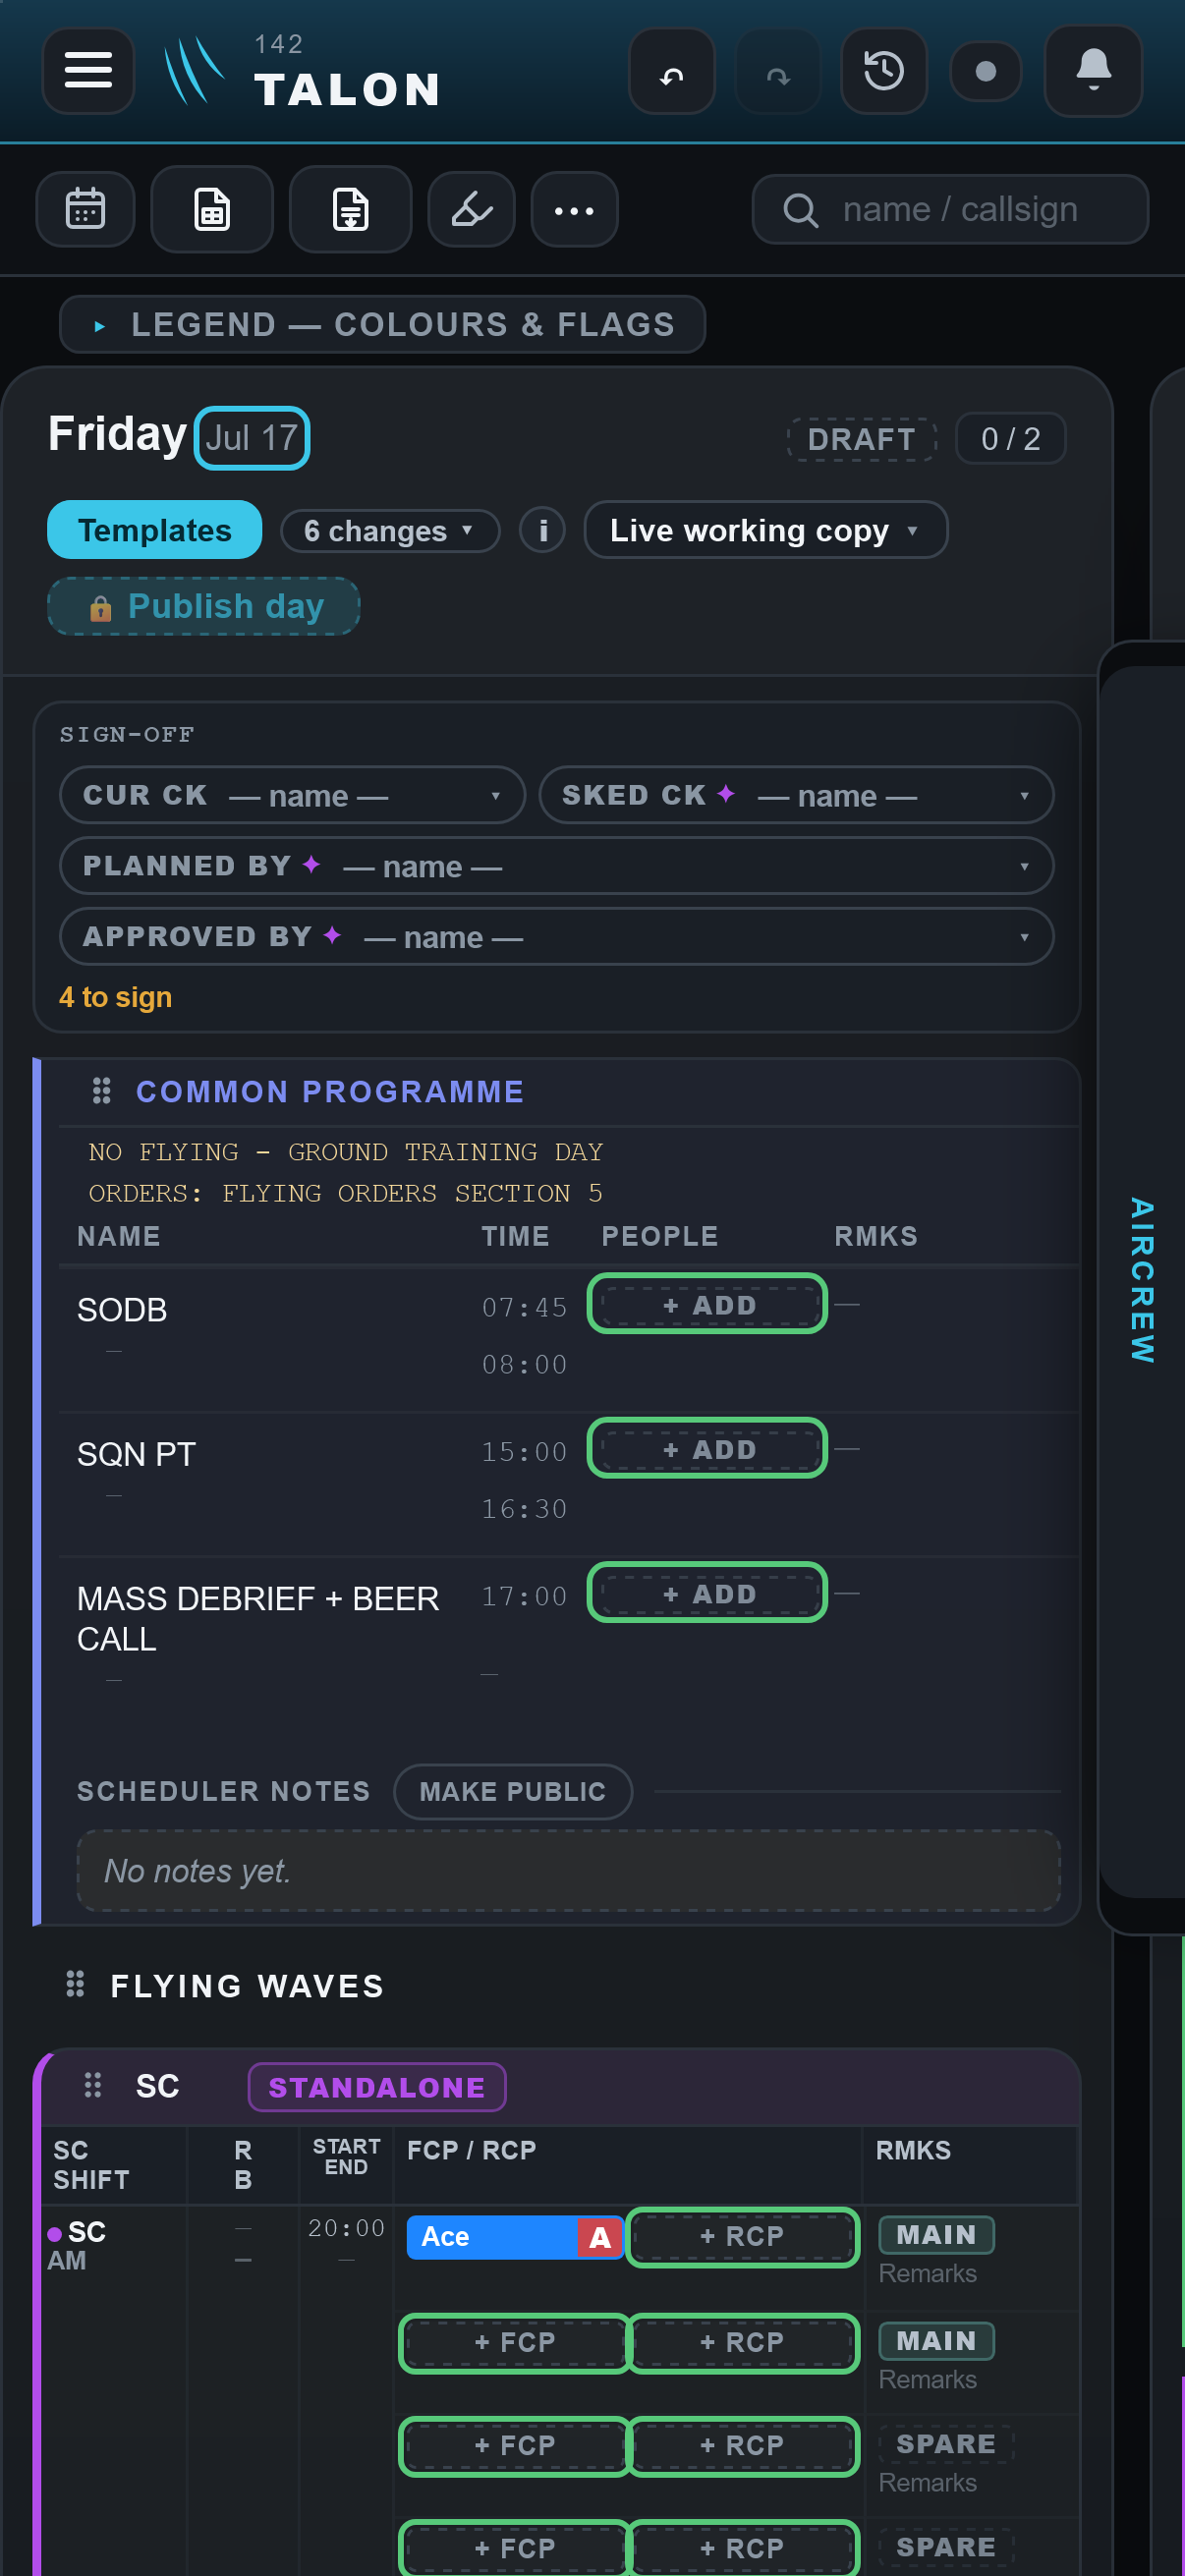 142
TALON
name / callsign
LEGEND — COLOURS & FLAGS
Friday Jul 17 DRAFT 0 / 2
Templates 6 changes i Live working copy
Publish day
SIGN-OFF
CUR CK — name — SKED CK — name —
PLANNED BY — name —
APPROVED BY — name —
4 to sign
COMMON PROGRAMME
NO FLYING - GROUND TRAINING DAY
ORDERS: FLYING ORDERS SECTION 5
NAME TIME PEOPLE RMKS
SODB 07:45 + ADD —
— 08:00
SQN PT 15:00 + ADD —
— 16:30
MASS DEBRIEF + BEER 17:00 + ADD —
CALL
— —
AIRCREW
SCHEDULER NOTES MAKE PUBLIC
No notes yet.
FLYING WAVES
SC STANDALONE
SC R START FCP / RCP RMKS
SHIFT B END
SC — 20:00 Ace A + RCP MAIN
AM — — Remarks
+ FCP + RCP MAIN
Remarks
+ FCP + RCP SPARE
Remarks
+ FCP + RCP SPARE